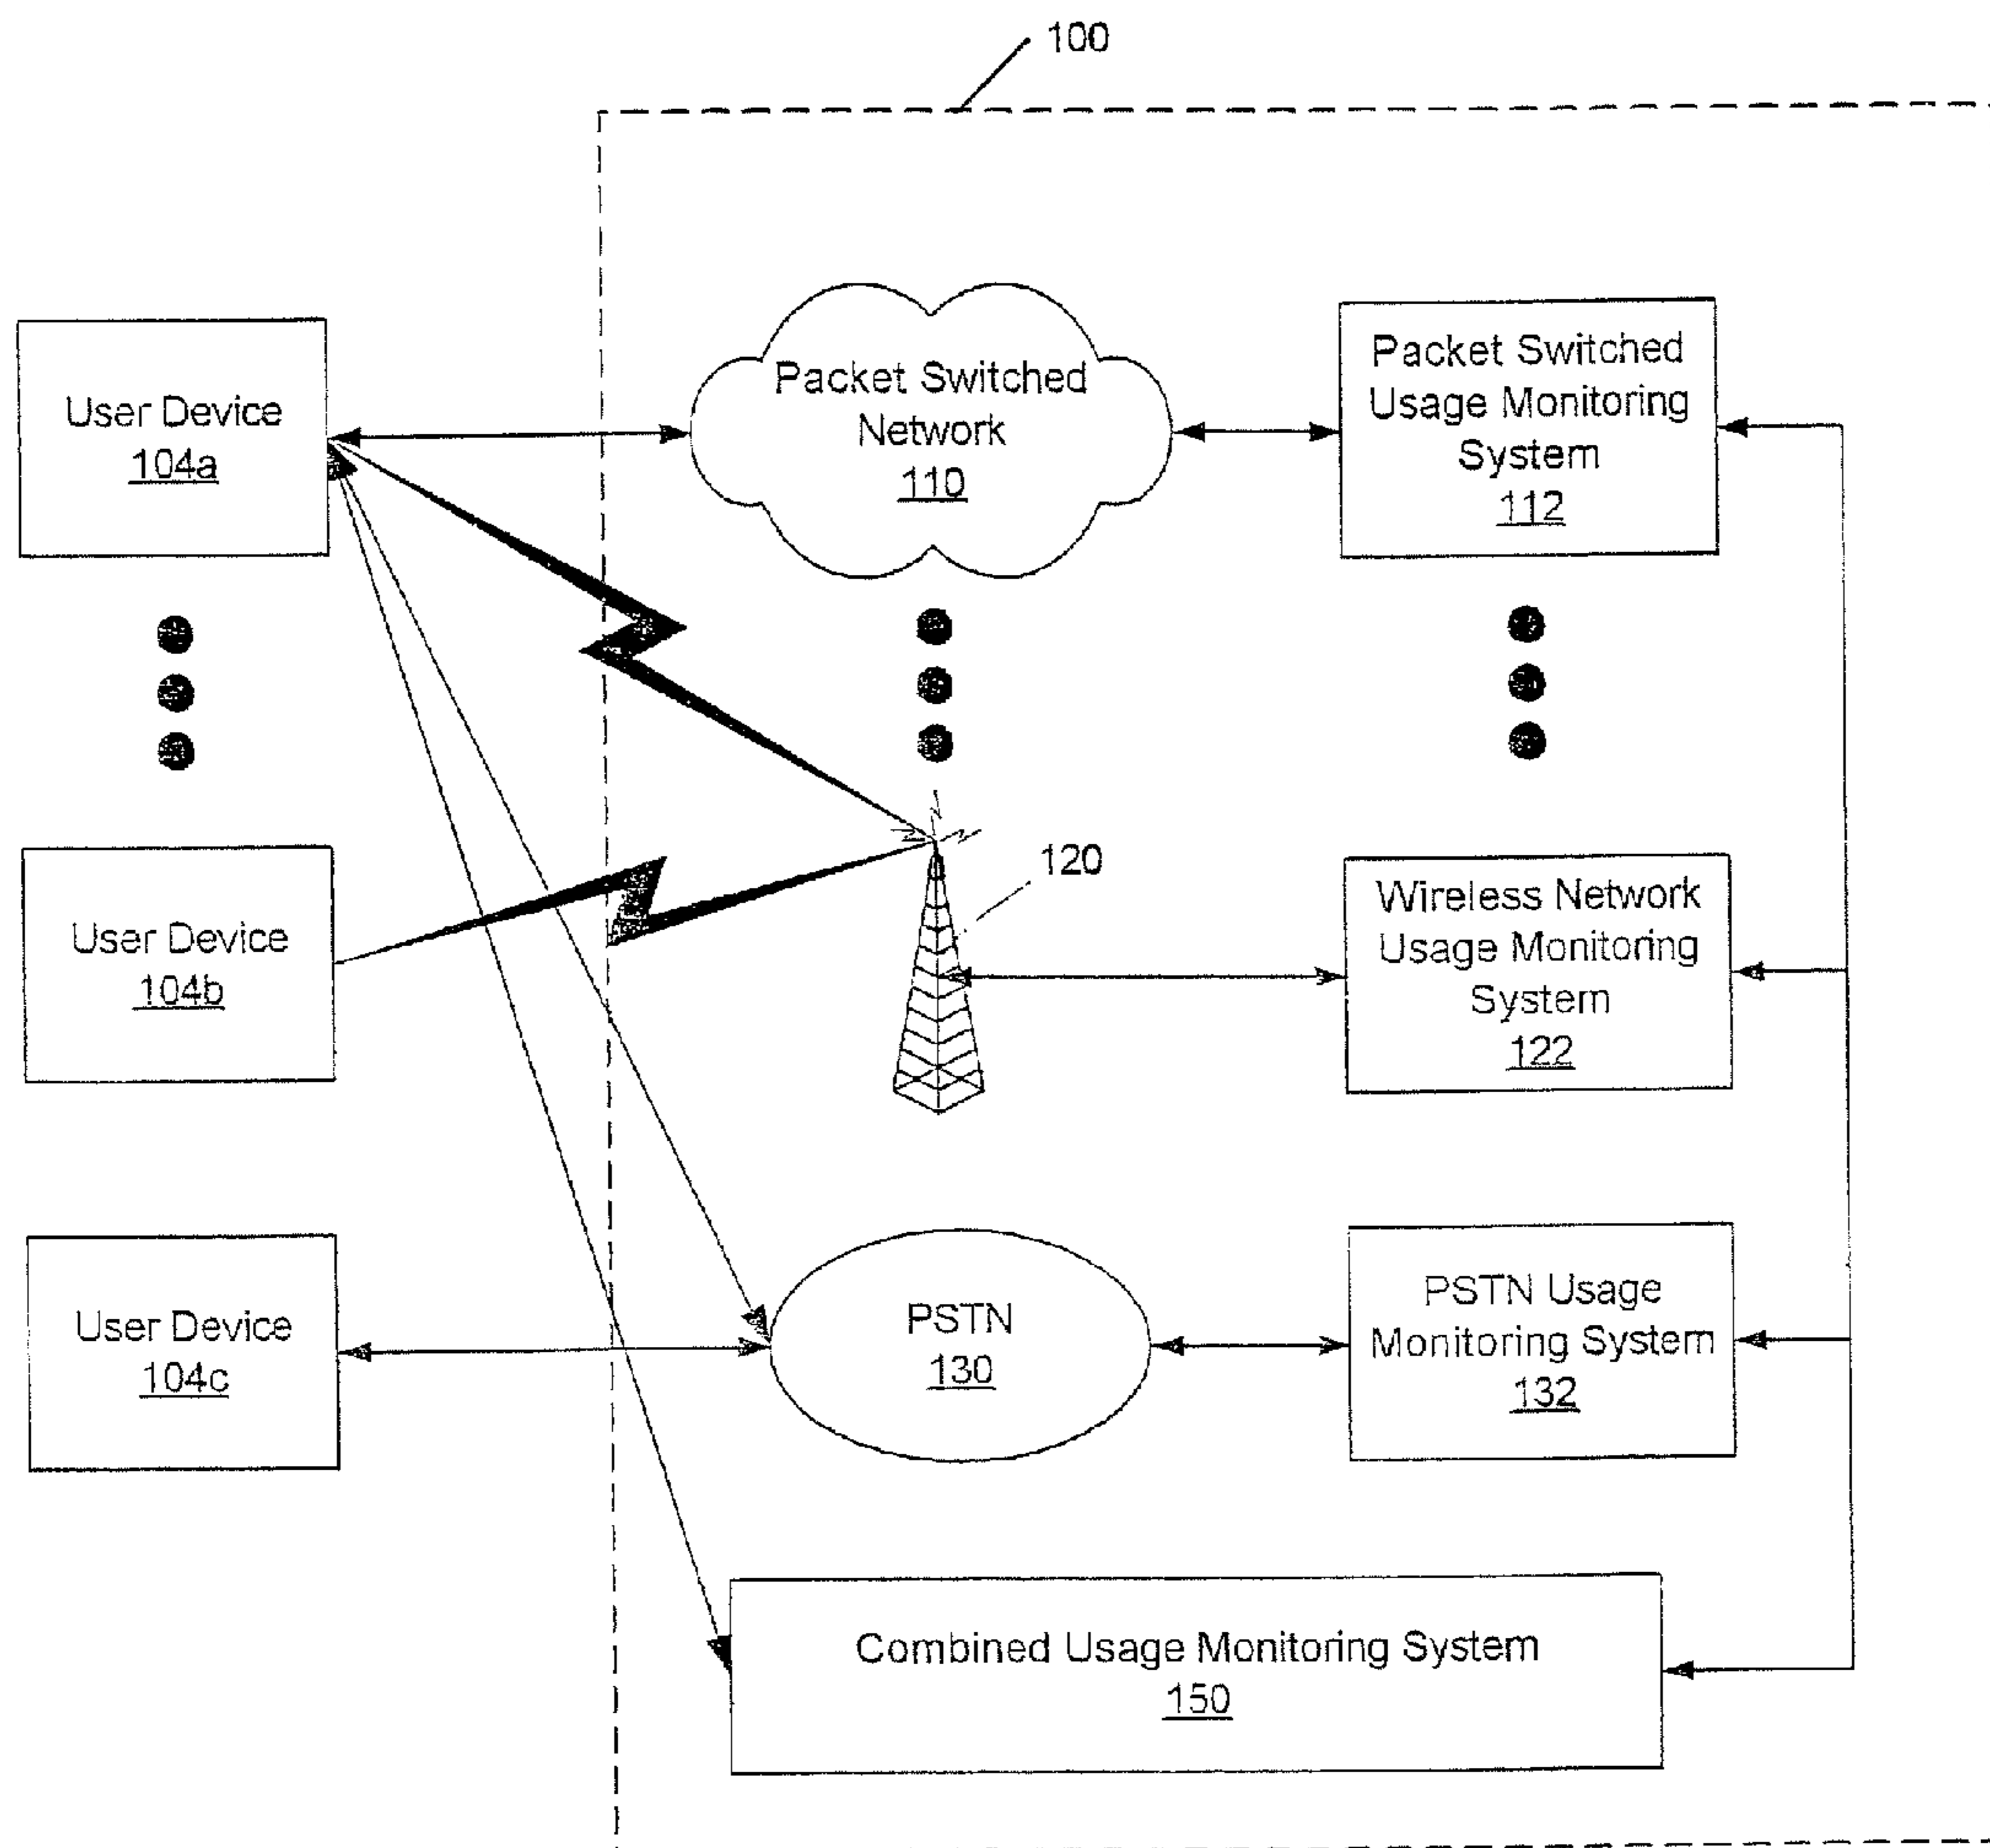 100
User Device
104a
Packet Switched
Network
110
Packet Switched
Usage Monitoring
System
112
User Device
104b
120
Wireless Network
Usage Monitoring
System
122
User Device
104c
PSTN
130
PSTN Usage
Monitoring System
132
Combined Usage Monitoring System
150